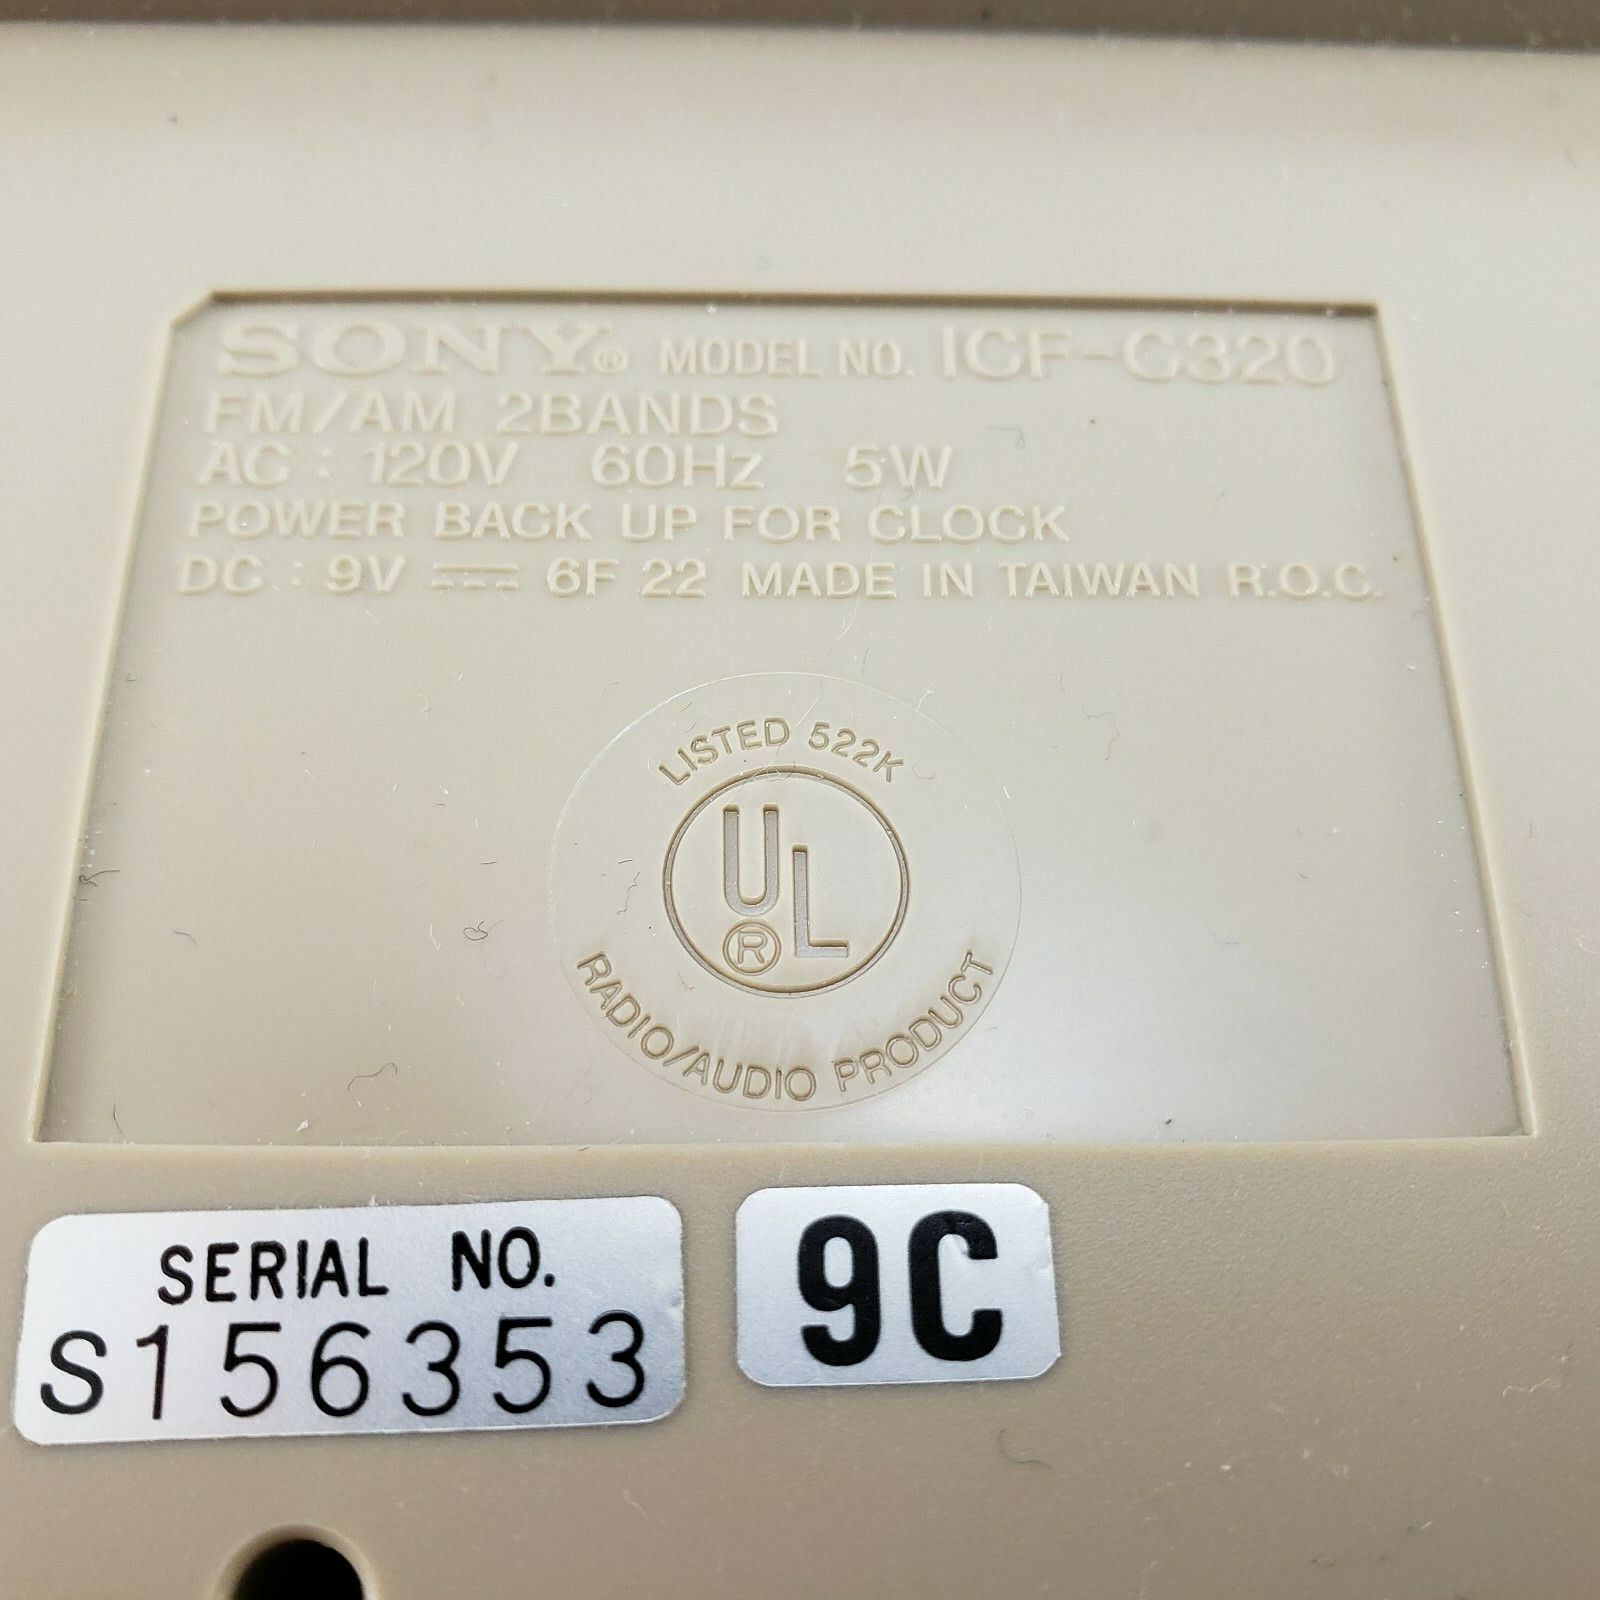 SONY® MODEL NO. ICF-C320
FM/AM 2BANDS
AC : 120V 60Hz 5W
POWER BACK UP FOR CLOCK
DC : 9V ⎓ 6F 22 MADE IN TAIWAN R.O.C.
LISTED 522K
UL®
RADIO/AUDIO PRODUCT
SERIAL NO.
S156353
9C